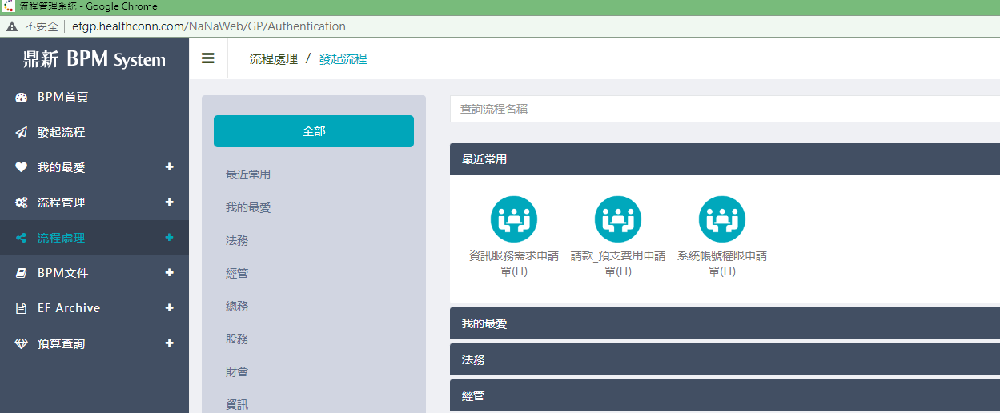 流程管理系統 - Google Chrome
不安全 | efgp.healthconn.com/NaNaWeb/GP/Authentication
鼎新 BPM System
BPM首頁
發起流程
我的最愛
流程管理
流程處理
BPM文件
EF Archive
預算查詢
流程處理 / 發起流程
全部
最近常用
我的最愛
法務
經管
總務
股務
財會
資訊
查詢流程名稱
最近常用
資訊服務需求申請
單(H)
請款_預支費用申請
單(H)
系統帳號權限申請
單(H)
我的最愛
法務
經管